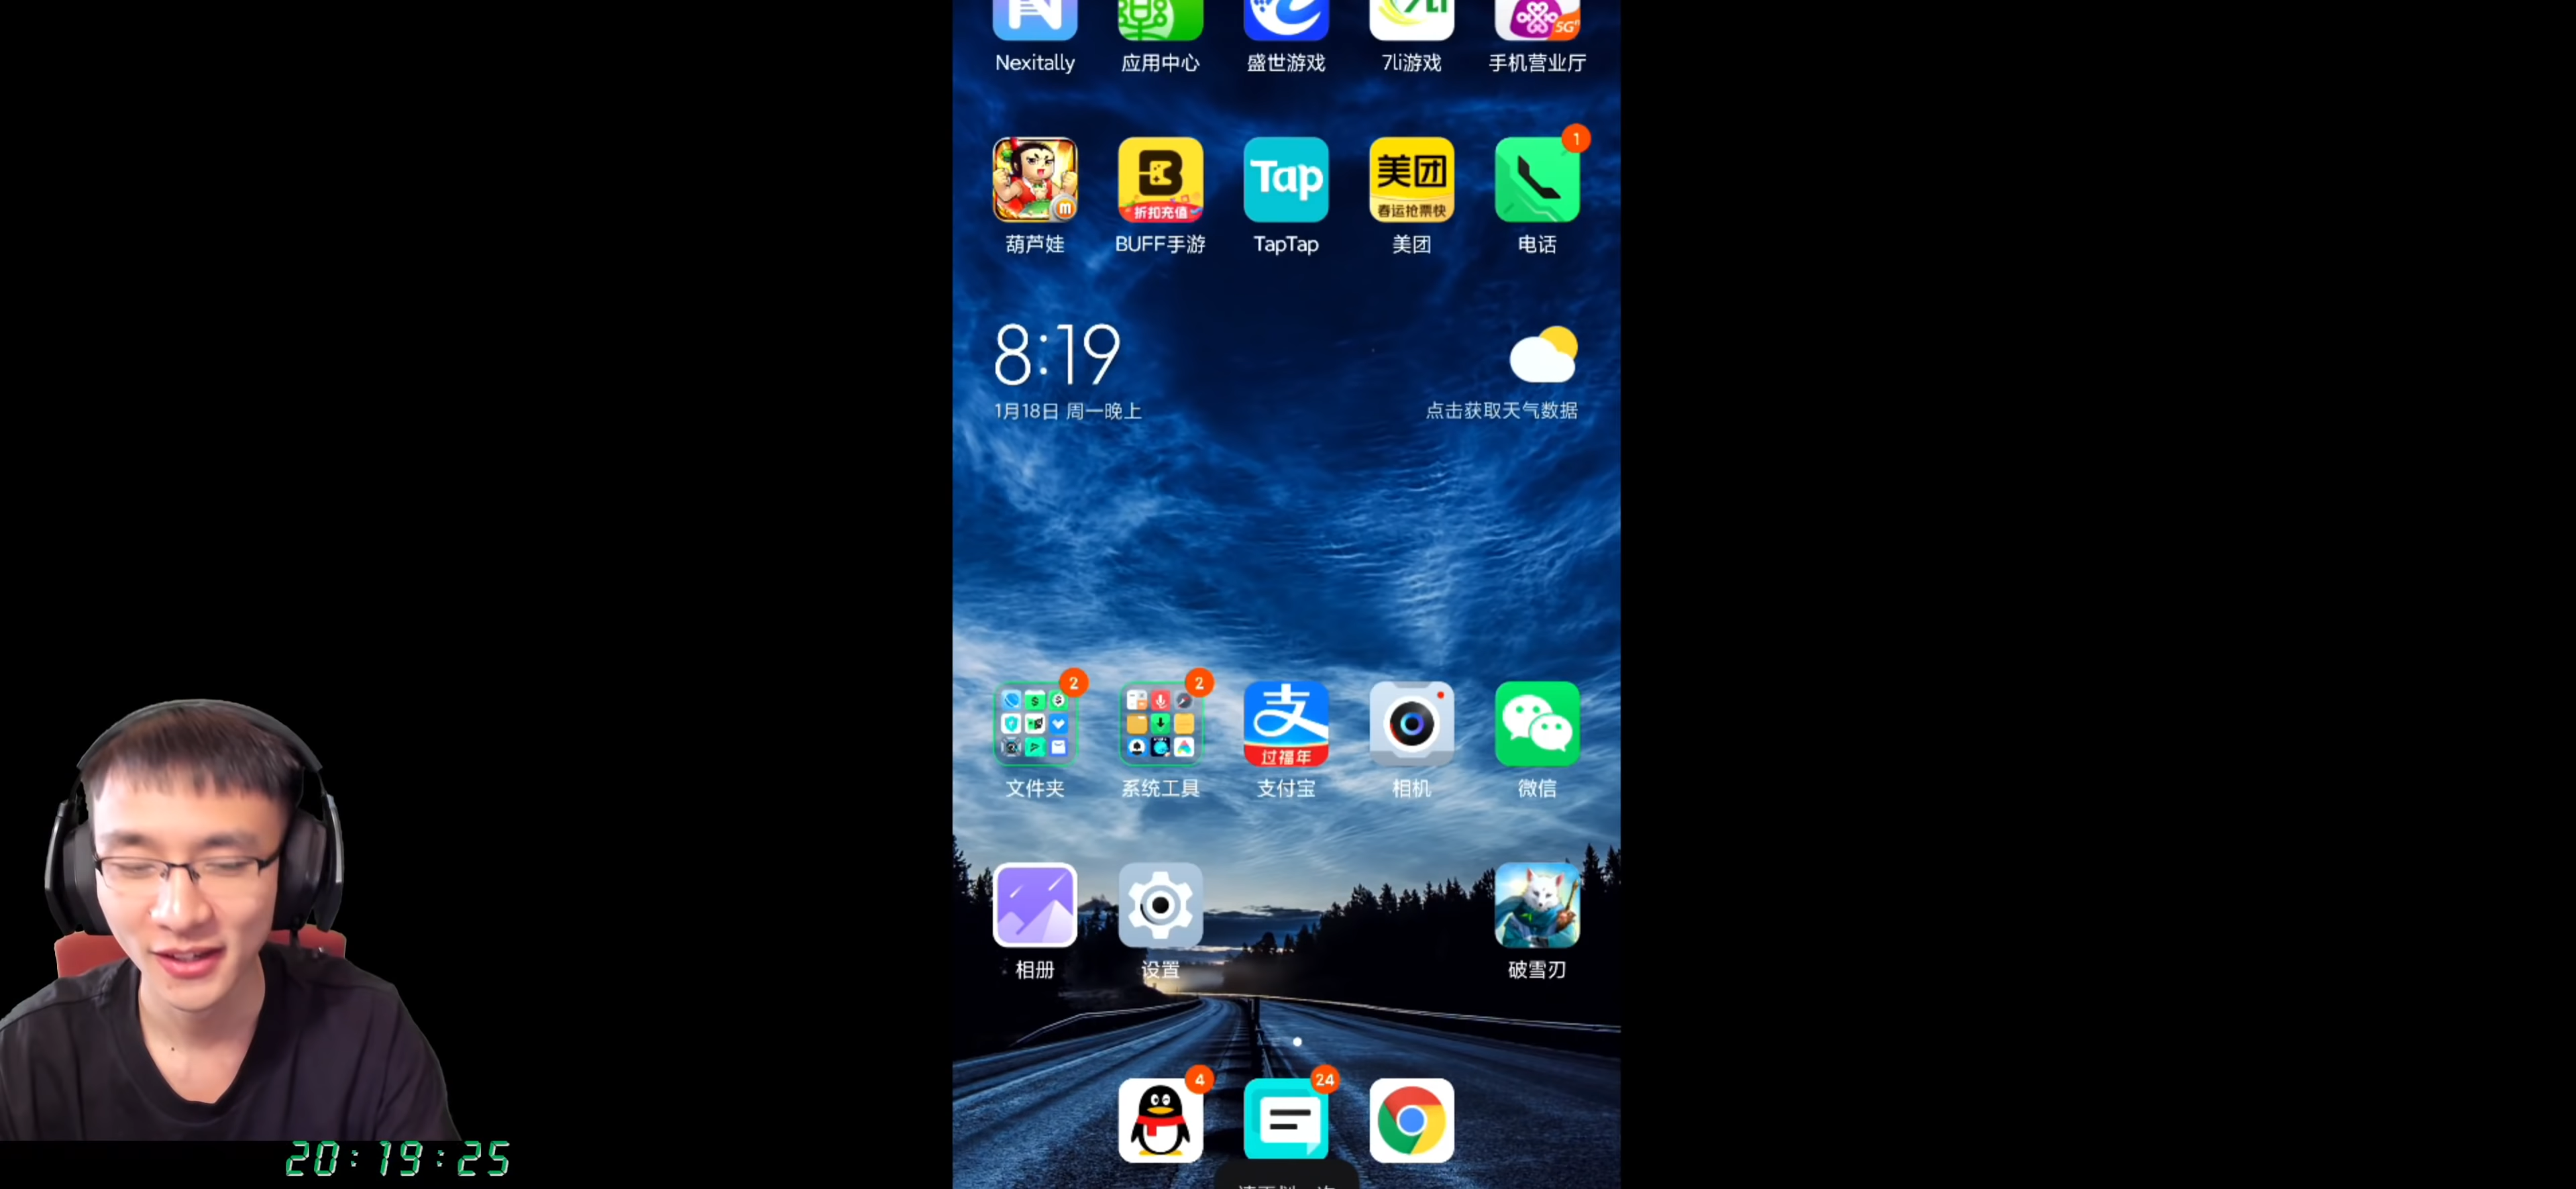 Nexitally 应用中心 盛世游戏 7li游戏 手机营业厅
5G
m 折扣充值 Tap 美团 春运抢票快 1
葫芦娃 BUFF手游 TapTap 美团 电话
8:19
1月18日 周一晚上 点击获取天气数据
2 2 支 过福年
文件夹 系统工具 支付宝 相机 微信
相册 设置 破雪刃
4 24
20:19:25